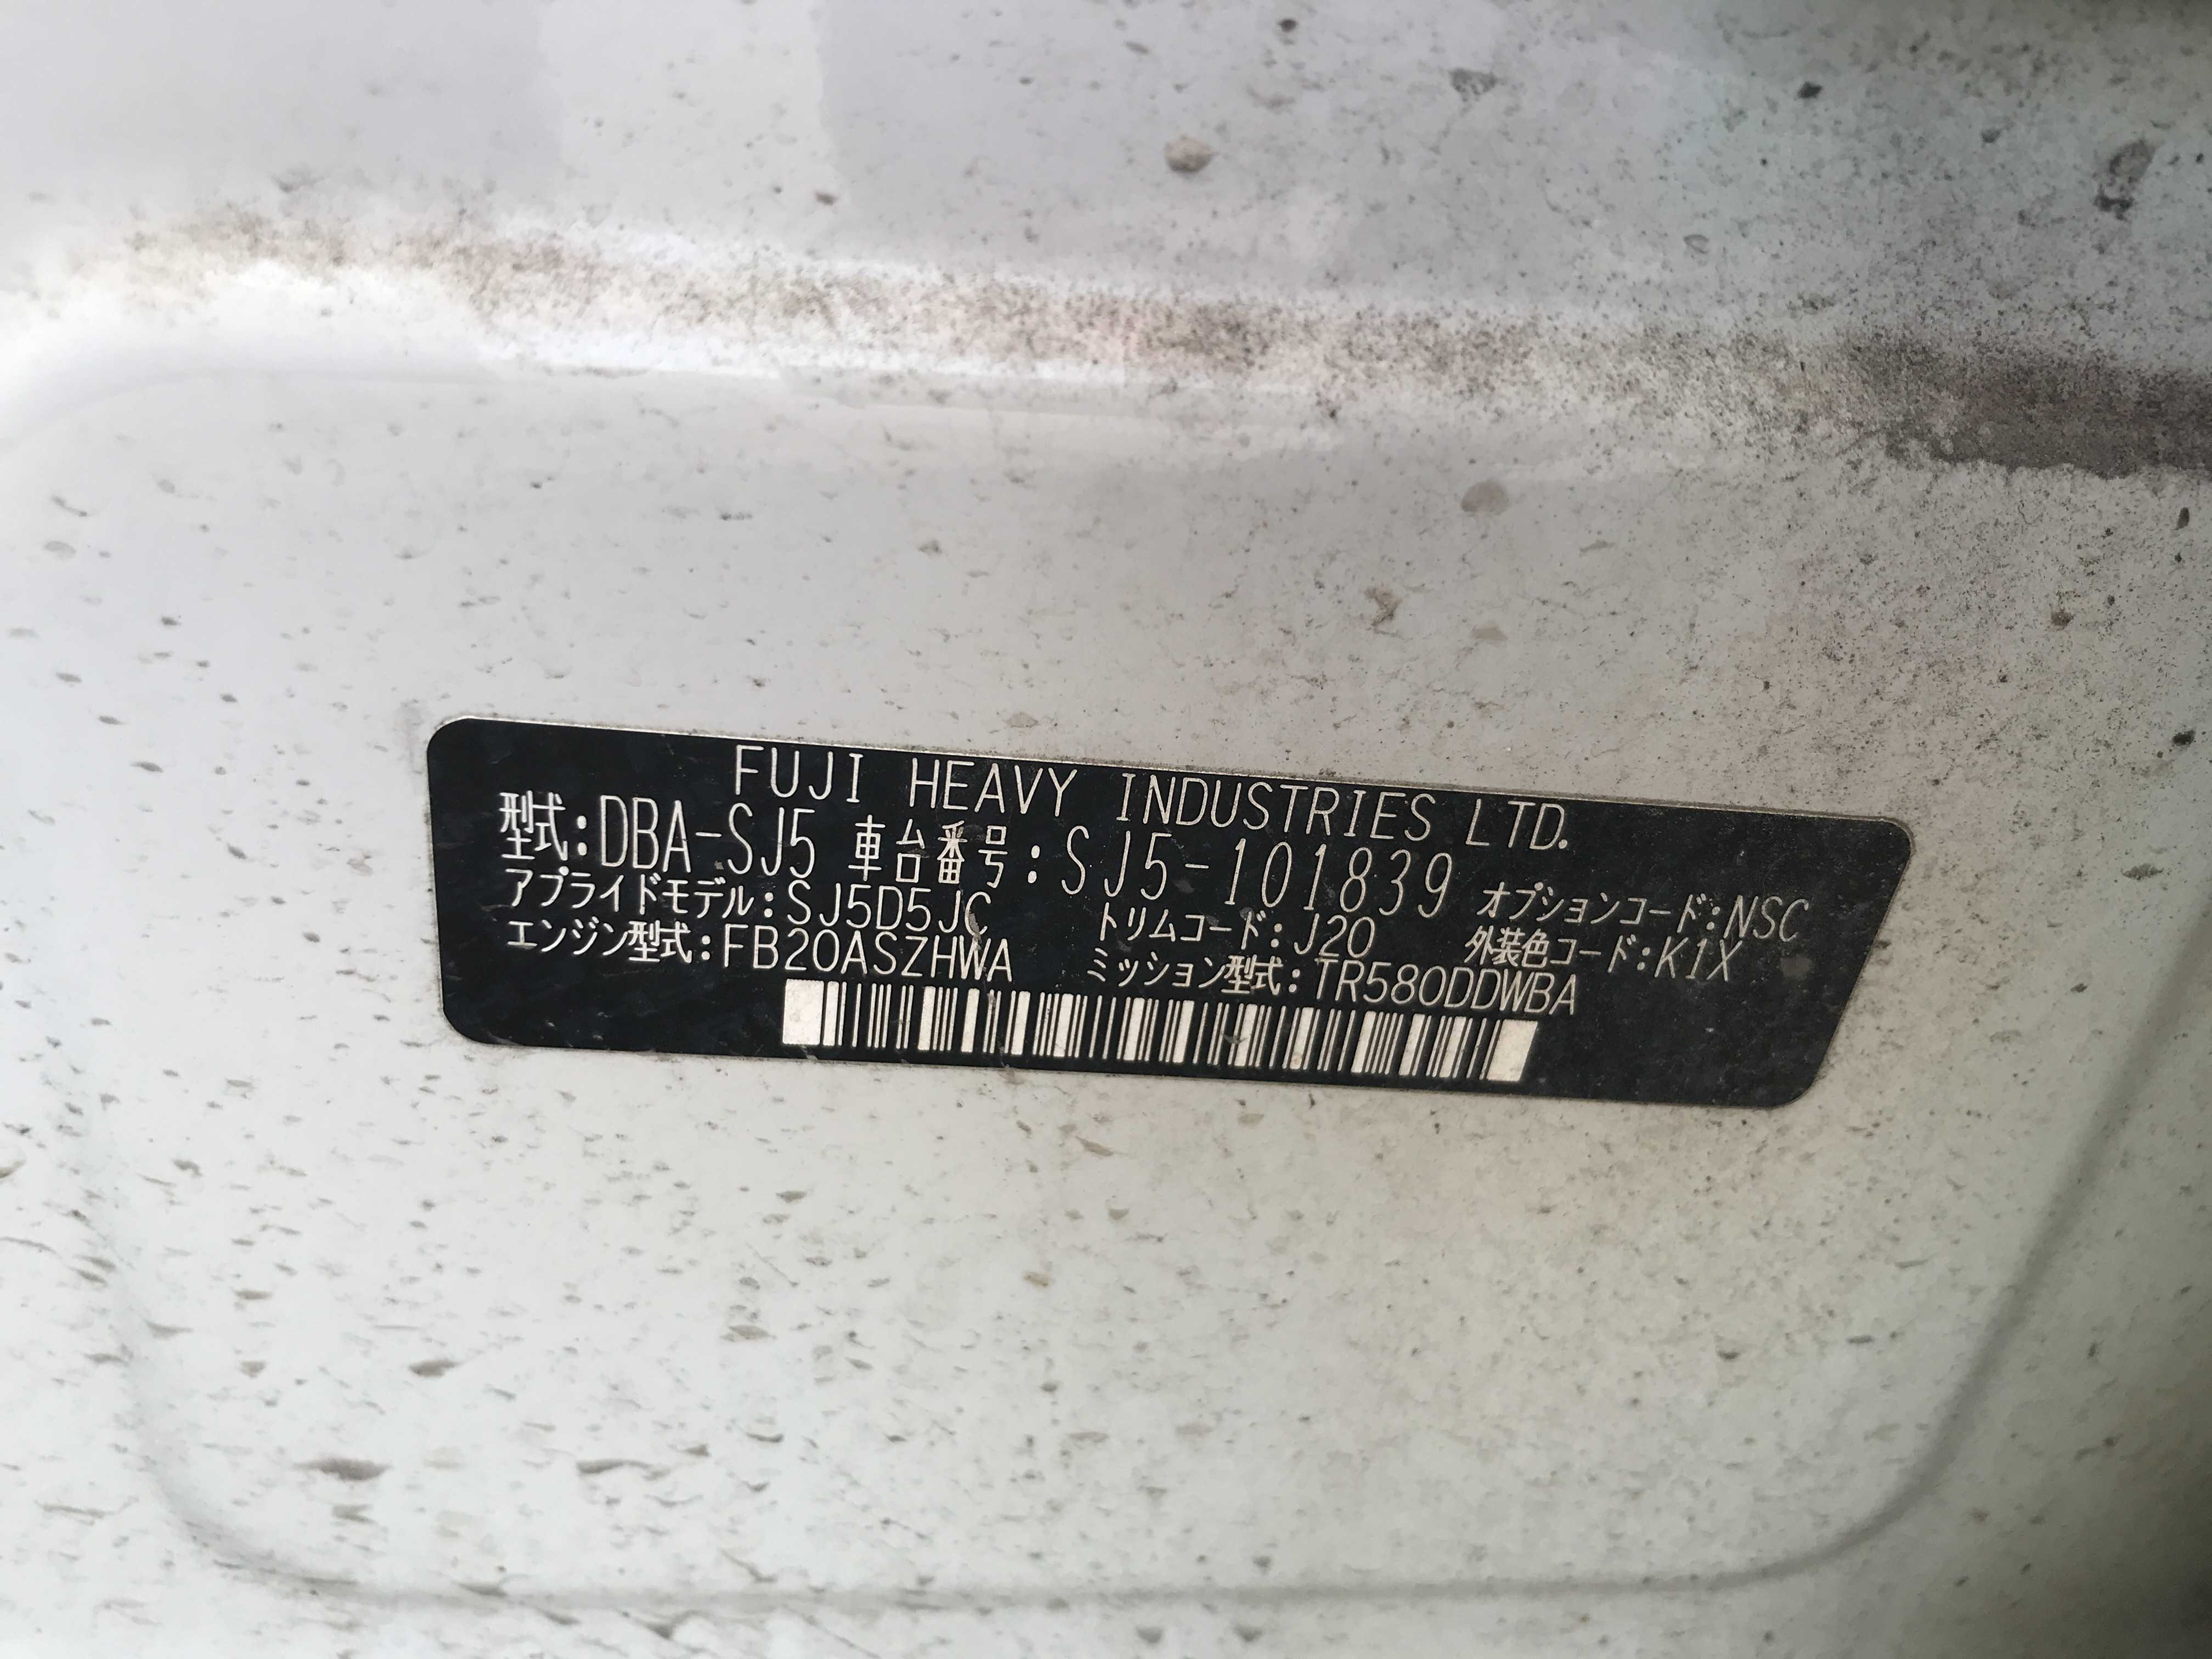 FUJI HEAVY INDUSTRIES LTD.
型式:DBA-SJ5 車台番号:SJ5-101839
アプライドモデル:SJ5D5JC トリムコード:J20 オプションコード:NSC
エンジン型式:FB20ASZHWA ミッション型式:TR580DDWBA 外装色コード:K1X